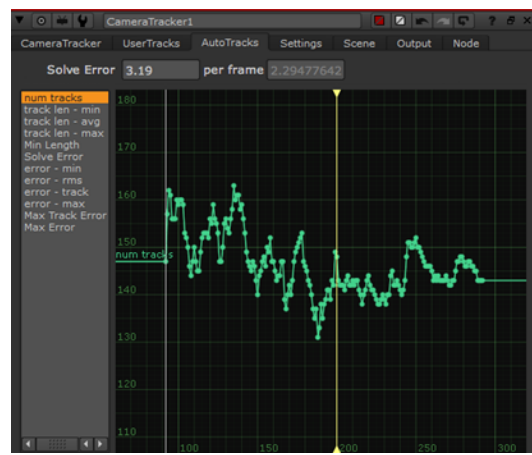 CameraTracker1
? 
CameraTracker UserTracks AutoTracks Settings Scene Output Node
Solve Error 3.19 per frame 2.29477642
num tracks
track len - min
track len - avg
track len - max
Min Length
Solve Error
error - min
error - rms
error - track
error - max
Max Track Error
Max Error
180
170
160
150
num tracks
140
130
120
110
100 150 200 250 300